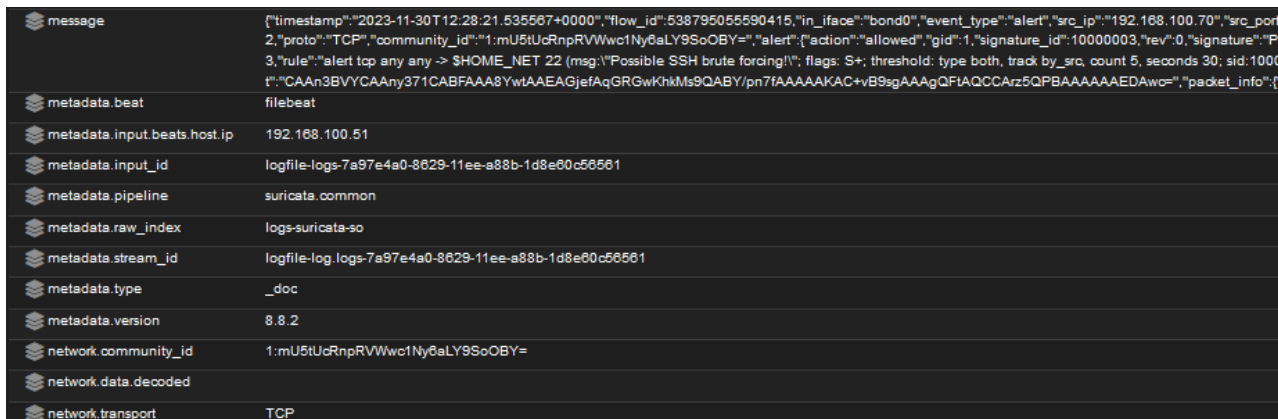 message {"timestamp":"2023-11-30T12:28:21.535567+0000","flow_id":538795055590415,"in_iface":"bond0","event_type":"alert","src_ip":"192.168.100.70","src_port
2,"proto":"TCP","community_id":"1:mU5tUcRnpRVWwc1Ny6aLY9SoOBY=","alert":{"action":"allowed","gid":1,"signature_id":10000003,"rev":0,"signature":"P
3,"rule":"alert tcp any any -> $HOME_NET 22 (msg:\"Possible SSH brute forcing!\"; flags: S+; threshold: type both, track by_src, count 5, seconds 30; sid:1000
t":"CAAn3BVYCAAny371CABFAAA8YwtAAEAGjefAqGRGwKhkMs9QABY/pn7fAAAAAKAC+vB9sgAAAgQFtAQCCArz5QPBAAAAAAEDAwc=","packet_info":{"
metadata.beat filebeat
metadata.input.beats.host.ip 192.168.100.51
metadata.input_id logfile-logs-7a97e4a0-8629-11ee-a88b-1d8e60c56561
metadata.pipeline suricata.common
metadata.raw_index logs-suricata-so
metadata.stream_id logfile-log.logs-7a97e4a0-8629-11ee-a88b-1d8e60c56561
metadata.type _doc
metadata.version 8.8.2
network.community_id 1:mU5tUcRnpRVWwc1Ny6aLY9SoOBY=
network.data.decoded
network.transport TCP